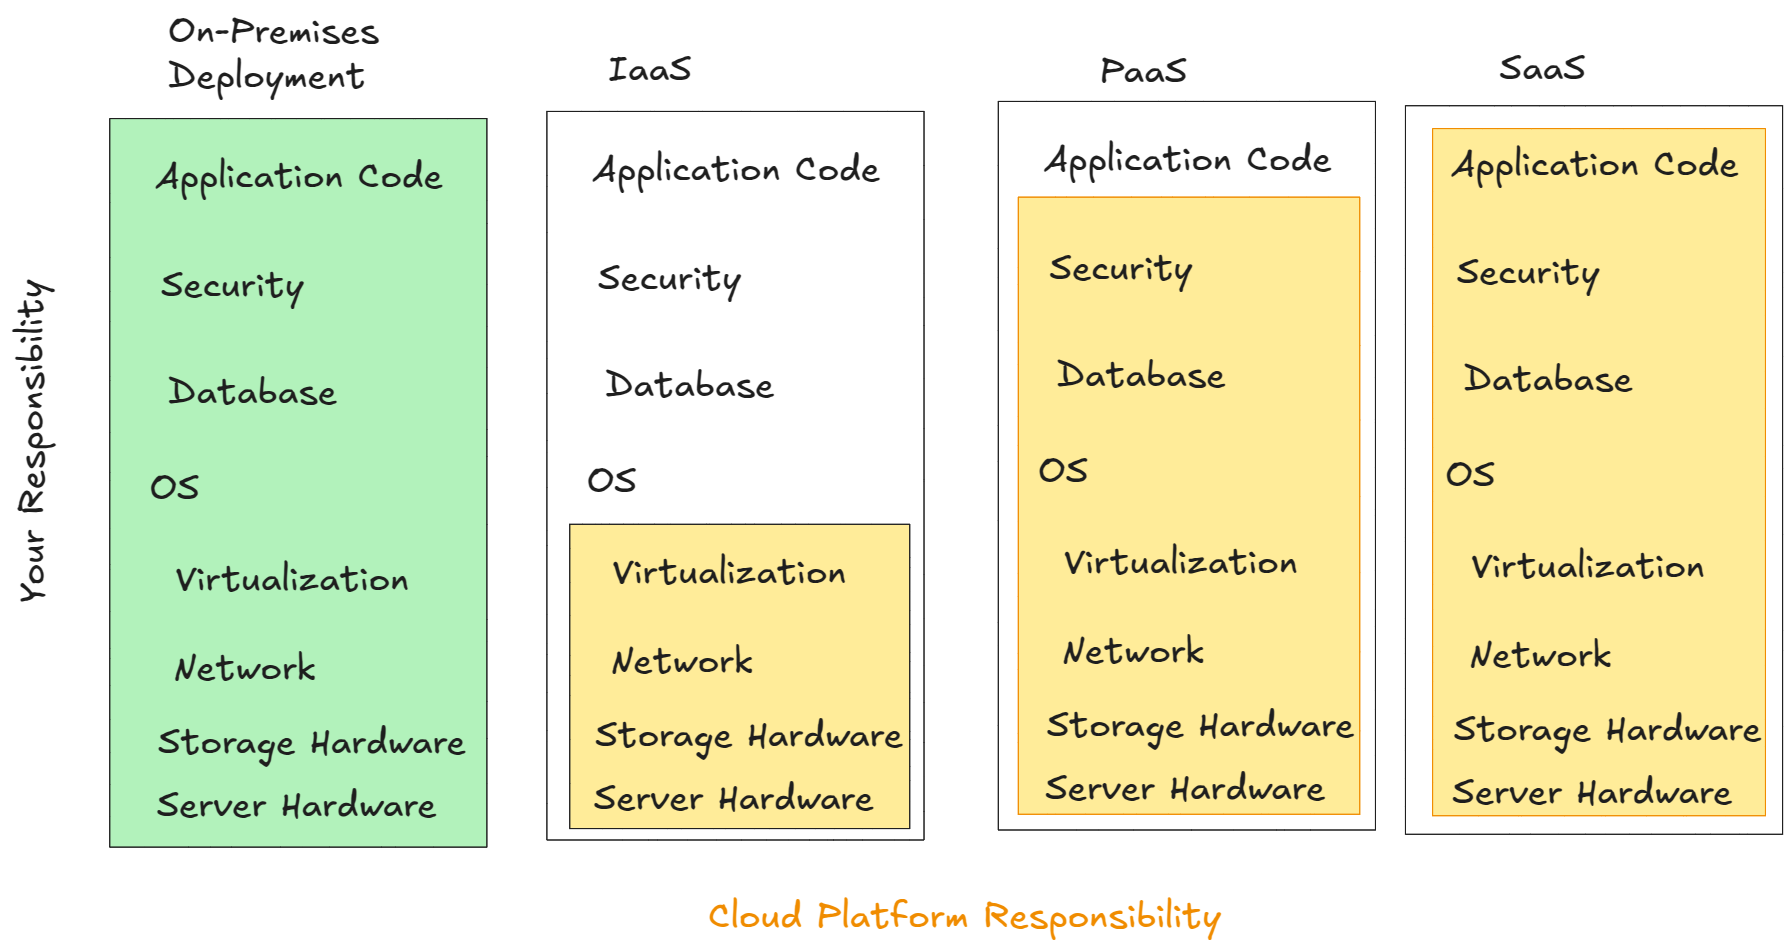 On-Premises
Deployment
Application Code
Security
Database
OS
Virtualization
Network
Storage Hardware
Server Hardware
IaaS
Application Code
Security
Database
OS
Virtualization
Network
Storage Hardware
Server Hardware
PaaS
Application Code
Security
Database
OS
Virtualization
Network
Storage Hardware
Server Hardware
SaaS
Application Code
Security
Database
OS
Virtualization
Network
Storage Hardware
Server Hardware
Your Responsibility
Cloud Platform Responsibility